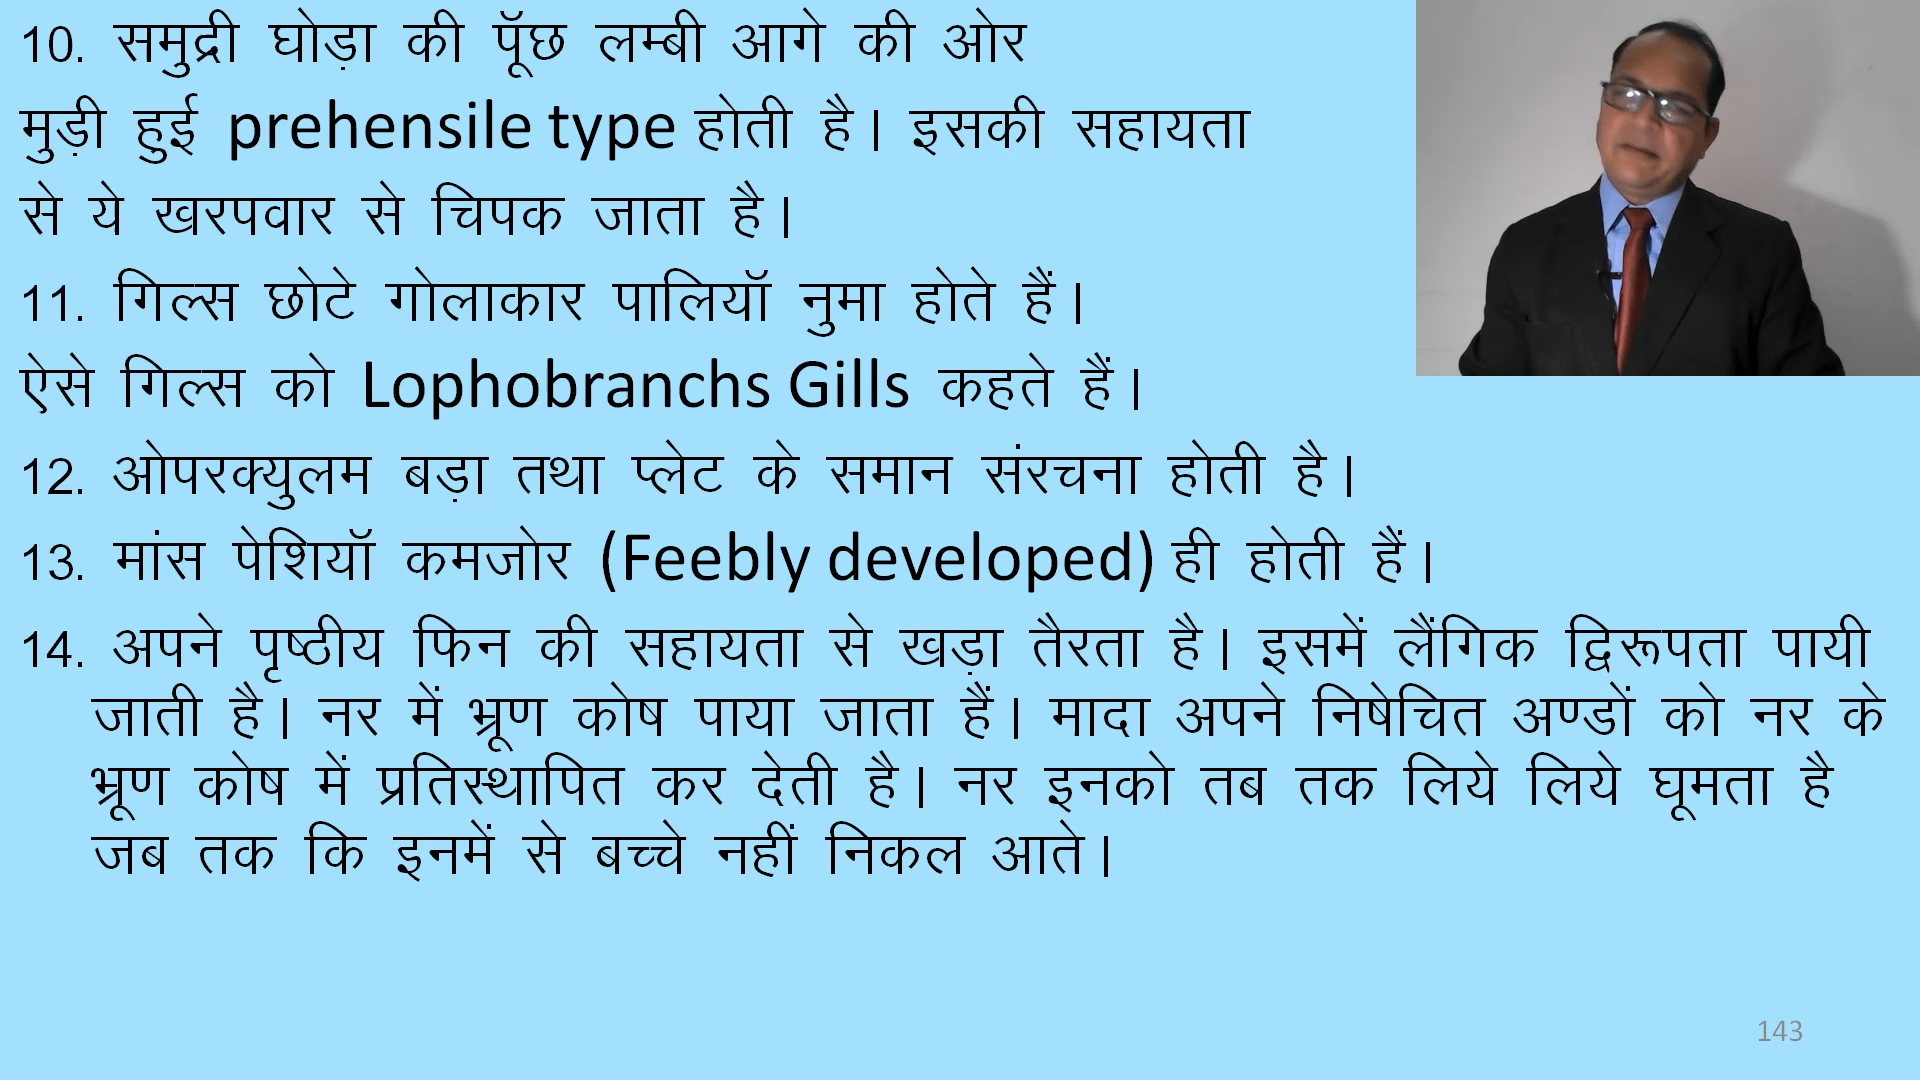 10. समुद्री घोड़ा की पॅूछ लम्बी आगे की ओर
मुड़ी हुई prehensile type होती है। इसकी सहायता
से ये खरपवार से चिपक जाता है।
11. गिल्स छोटे गोलाकार पालियॉ नुमा होते हैं।
ऐसे गिल्स को Lophobranchs Gills कहते हैं।
12. ओपरक्युलम बड़ा तथा प्लेट के समान संरचना होती है।
13. मांस पेशियॉ कमजोर (Feebly developed) ही होती हैं।
14. अपने पृष्ठीय फिन की सहायता से खड़ा तैरता है। इसमें लैंगिक द्विरूपता पायी
जाती है। नर में भ्रूण कोष पाया जाता हैं। मादा अपने निषेचित अण्डों को नर के
भ्रूण कोष में प्रतिस्थापित कर देती है। नर इनको तब तक लिये लिये घूमता है
जब तक कि इनमें से बच्चे नहीं निकल आते।
143